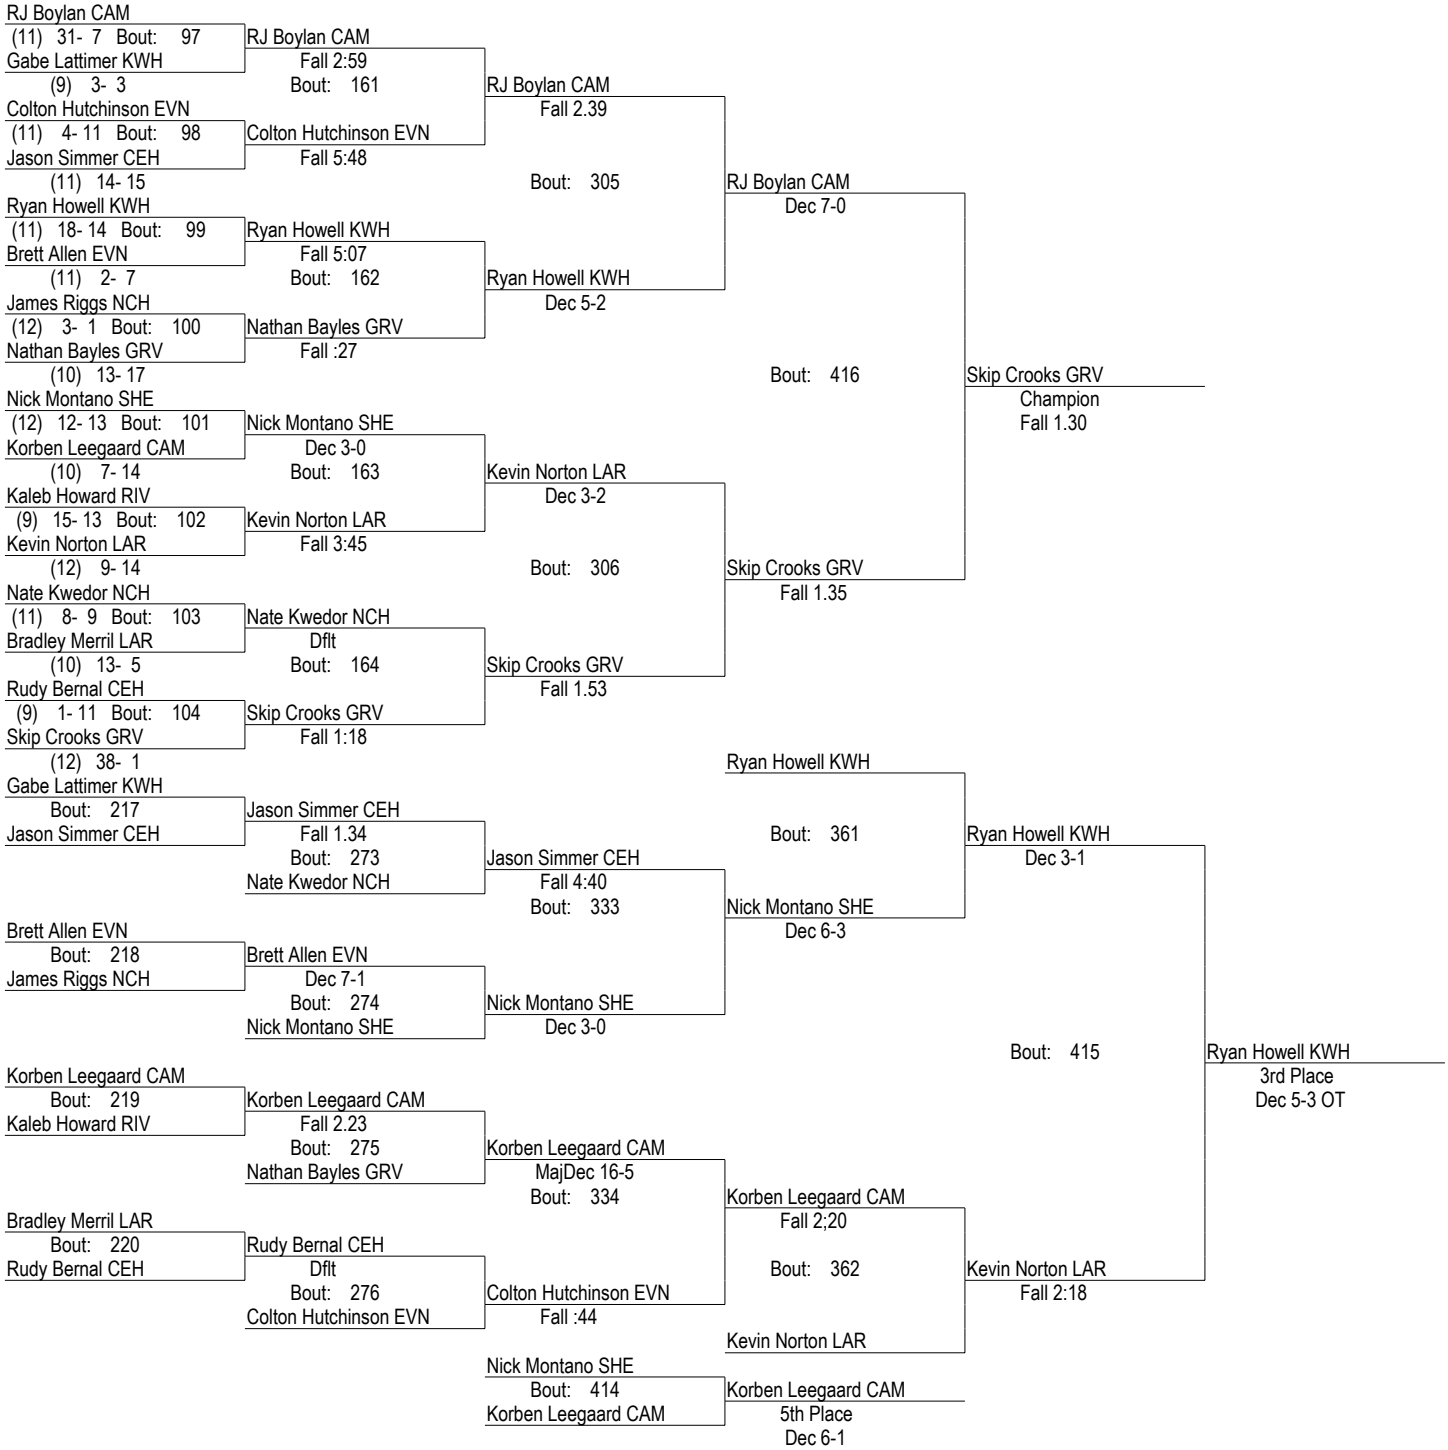 RJ Boylan CAM
(11) 31- 7 Bout: 97 RJ Boylan CAM
Gabe Lattimer KWH Fall 2:59
(9) 3- 3 Bout: 161 RJ Boylan CAM
Colton Hutchinson EVN Fall 2.39
(11) 4- 11 Bout: 98 Colton Hutchinson EVN
Jason Simmer CEH Fall 5:48
(11) 14- 15 Bout: 305 RJ Boylan CAM
Ryan Howell KWH Dec 7-0
(11) 18- 14 Bout: 99 Ryan Howell KWH
Brett Allen EVN Fall 5:07
(11) 2- 7 Bout: 162 Ryan Howell KWH
James Riggs NCH Dec 5-2
(12) 3- 1 Bout: 100 Nathan Bayles GRV
Nathan Bayles GRV Fall :27
(10) 13- 17 Bout: 416 Skip Crooks GRV
Nick Montano SHE Champion
(12) 12- 13 Bout: 101 Nick Montano SHE Fall 1.30
Korben Leegaard CAM Dec 3-0
(10) 7- 14 Bout: 163 Kevin Norton LAR
Kaleb Howard RIV Dec 3-2
(9) 15- 13 Bout: 102 Kevin Norton LAR
Kevin Norton LAR Fall 3:45
(12) 9- 14 Bout: 306 Skip Crooks GRV
Nate Kwedor NCH Fall 1.35
(11) 8- 9 Bout: 103 Nate Kwedor NCH
Bradley Merril LAR Dflt
(10) 13- 5 Bout: 164 Skip Crooks GRV
Rudy Bernal CEH Fall 1.53
(9) 1- 11 Bout: 104 Skip Crooks GRV
Skip Crooks GRV Fall 1:18
(12) 38- 1 Ryan Howell KWH
Gabe Lattimer KWH
Bout: 217 Jason Simmer CEH
Jason Simmer CEH Fall 1.34 Bout: 361 Ryan Howell KWH
Bout: 273 Jason Simmer CEH Dec 3-1
Nate Kwedor NCH Fall 4:40
Bout: 333 Nick Montano SHE
Brett Allen EVN Dec 6-3
Bout: 218 Brett Allen EVN
James Riggs NCH Dec 7-1
Bout: 274 Nick Montano SHE
Nick Montano SHE Dec 3-0
Bout: 415 Ryan Howell KWH
Korben Leegaard CAM 3rd Place
Bout: 219 Korben Leegaard CAM Dec 5-3 OT
Kaleb Howard RIV Fall 2.23
Bout: 275 Korben Leegaard CAM
Nathan Bayles GRV MajDec 16-5
Bout: 334 Korben Leegaard CAM
Bradley Merril LAR Fall 2;20
Bout: 220 Rudy Bernal CEH
Rudy Bernal CEH Dflt Bout: 362 Kevin Norton LAR
Bout: 276 Colton Hutchinson EVN Fall 2:18
Colton Hutchinson EVN Fall :44
Kevin Norton LAR
Nick Montano SHE
Bout: 414 Korben Leegaard CAM
Korben Leegaard CAM 5th Place
Dec 6-1